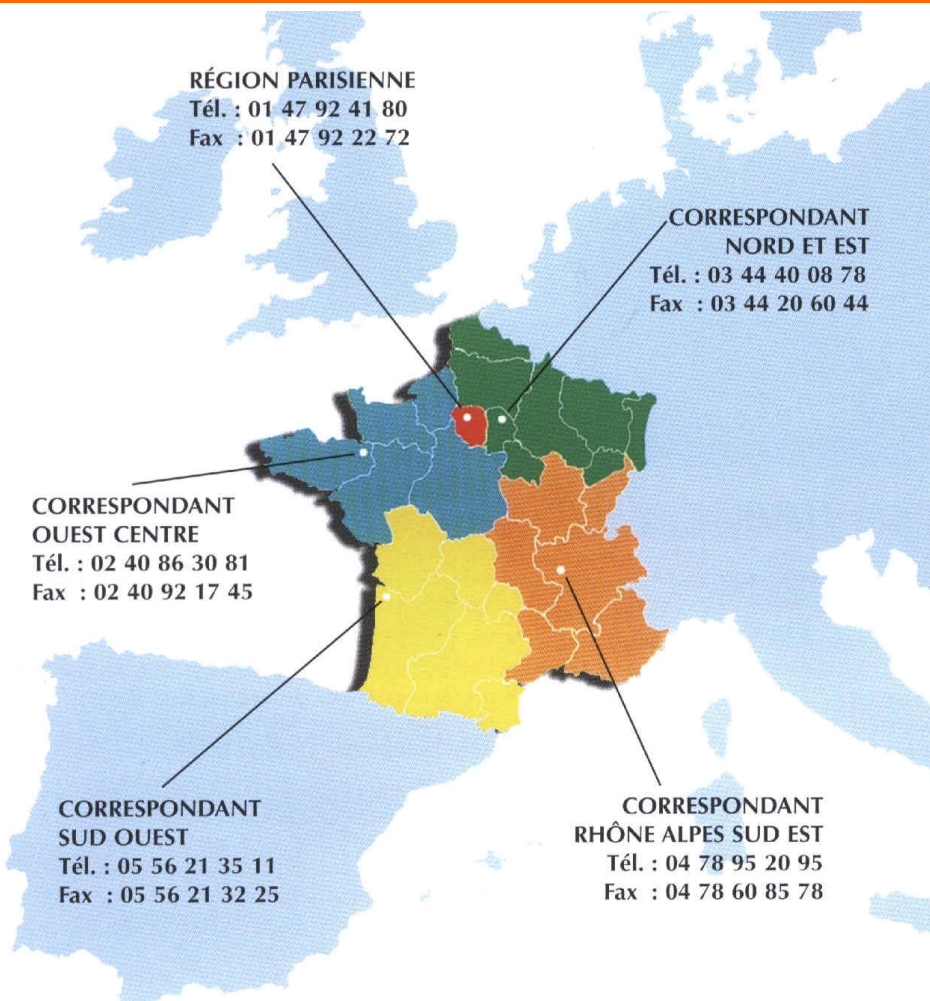 RÉGION PARISIENNE
Tél. : 01 47 92 41 80
Fax : 01 47 92 22 72
CORRESPONDANT
NORD ET EST
Tél. : 03 44 40 08 78
Fax : 03 44 20 60 44
CORRESPONDANT
OUEST CENTRE
Tél. : 02 40 86 30 81
Fax : 02 40 92 17 45
CORRESPONDANT
SUD OUEST
Tél. : 05 56 21 35 11
Fax : 05 56 21 32 25
CORRESPONDANT
RHÔNE ALPES SUD EST
Tél. : 04 78 95 20 95
Fax : 04 78 60 85 78